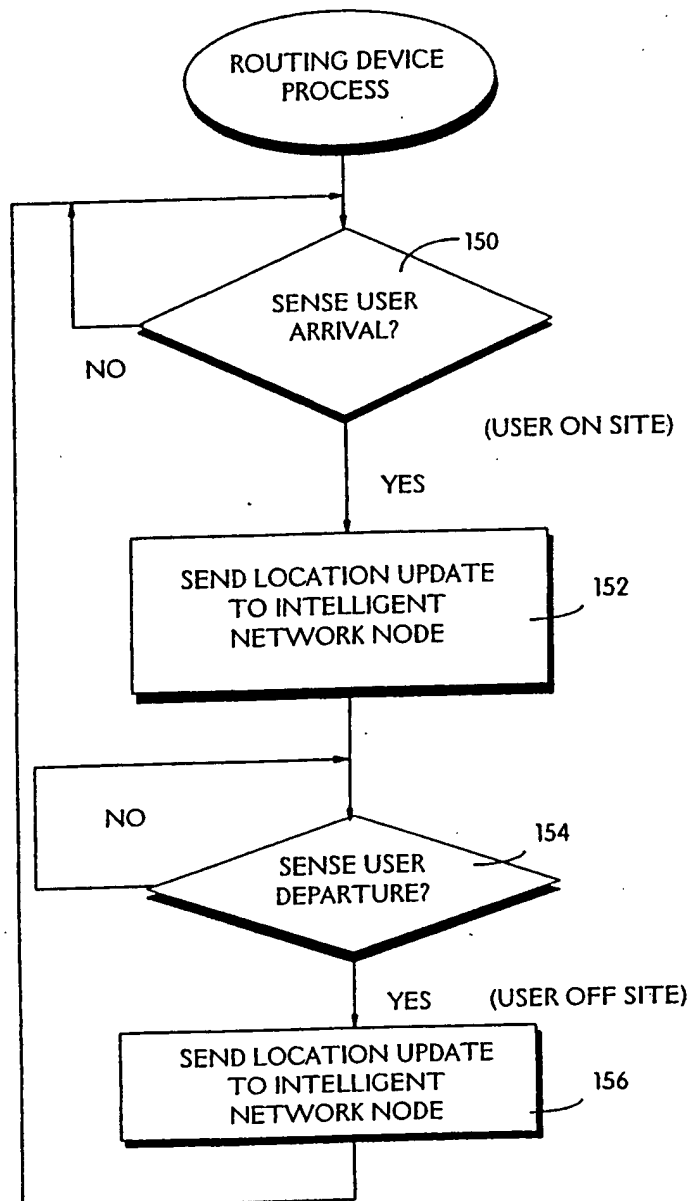 ROUTING DEVICE
PROCESS
150
SENSE USER
ARRIVAL?
NO
(USER ON SITE)
YES
SEND LOCATION UPDATE
TO INTELLIGENT
NETWORK NODE
152
NO
154
SENSE USER
DEPARTURE?
YES
(USER OFF SITE)
SEND LOCATION UPDATE
TO INTELLIGENT
NETWORK NODE
156